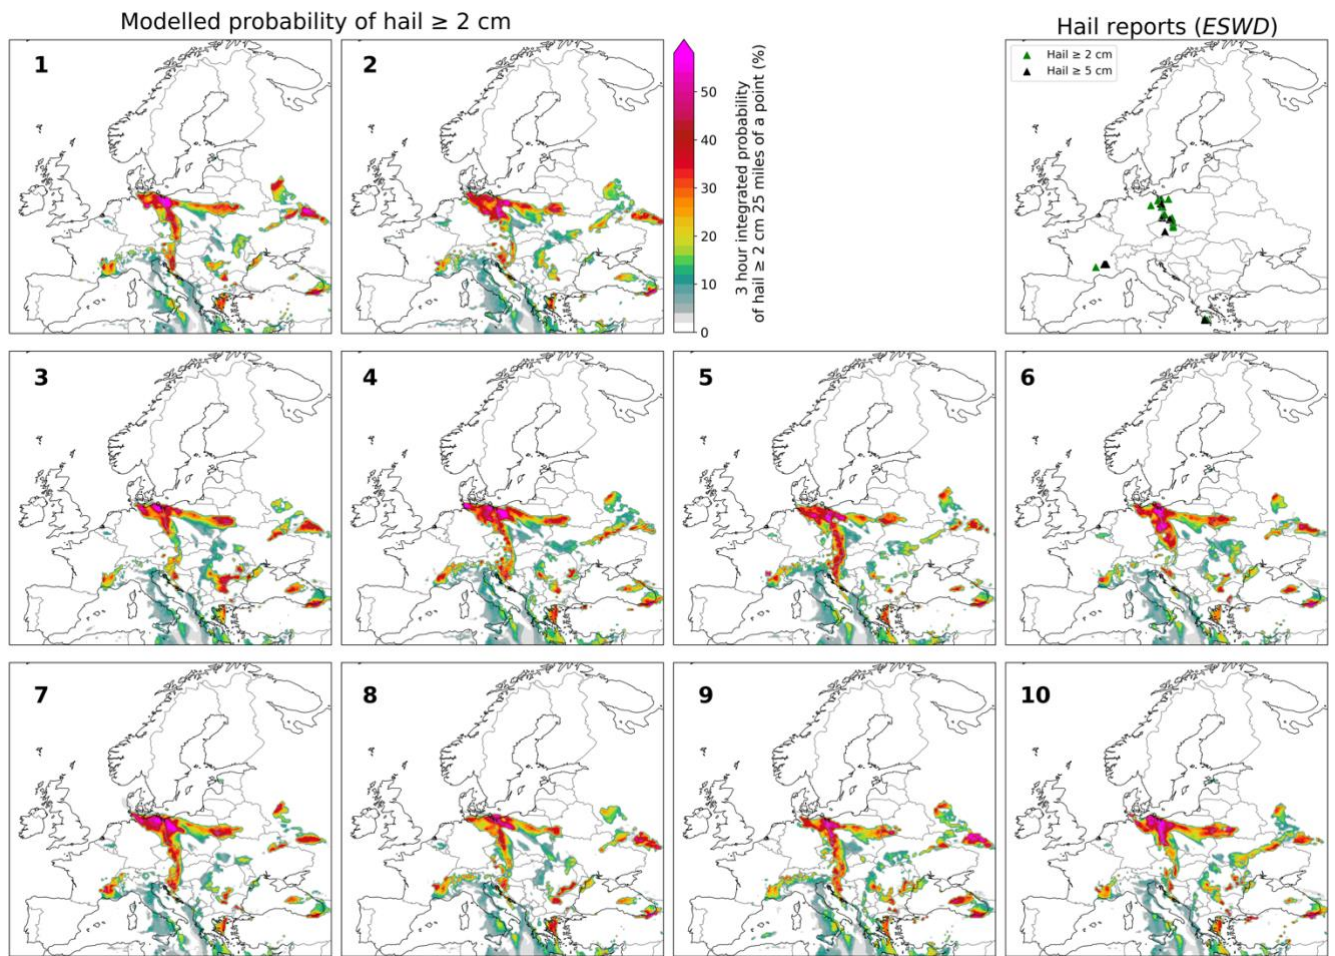 Modelled probability of hail ≥ 2 cm
Hail reports (ESWD)
1
2
50
40
30
20
10
0
3 hour integrated probability
of hail ≥ 2 cm 25 miles of a point (%)
Hail ≥ 2 cm
Hail ≥ 5 cm
3
4
5
6
7
8
9
10